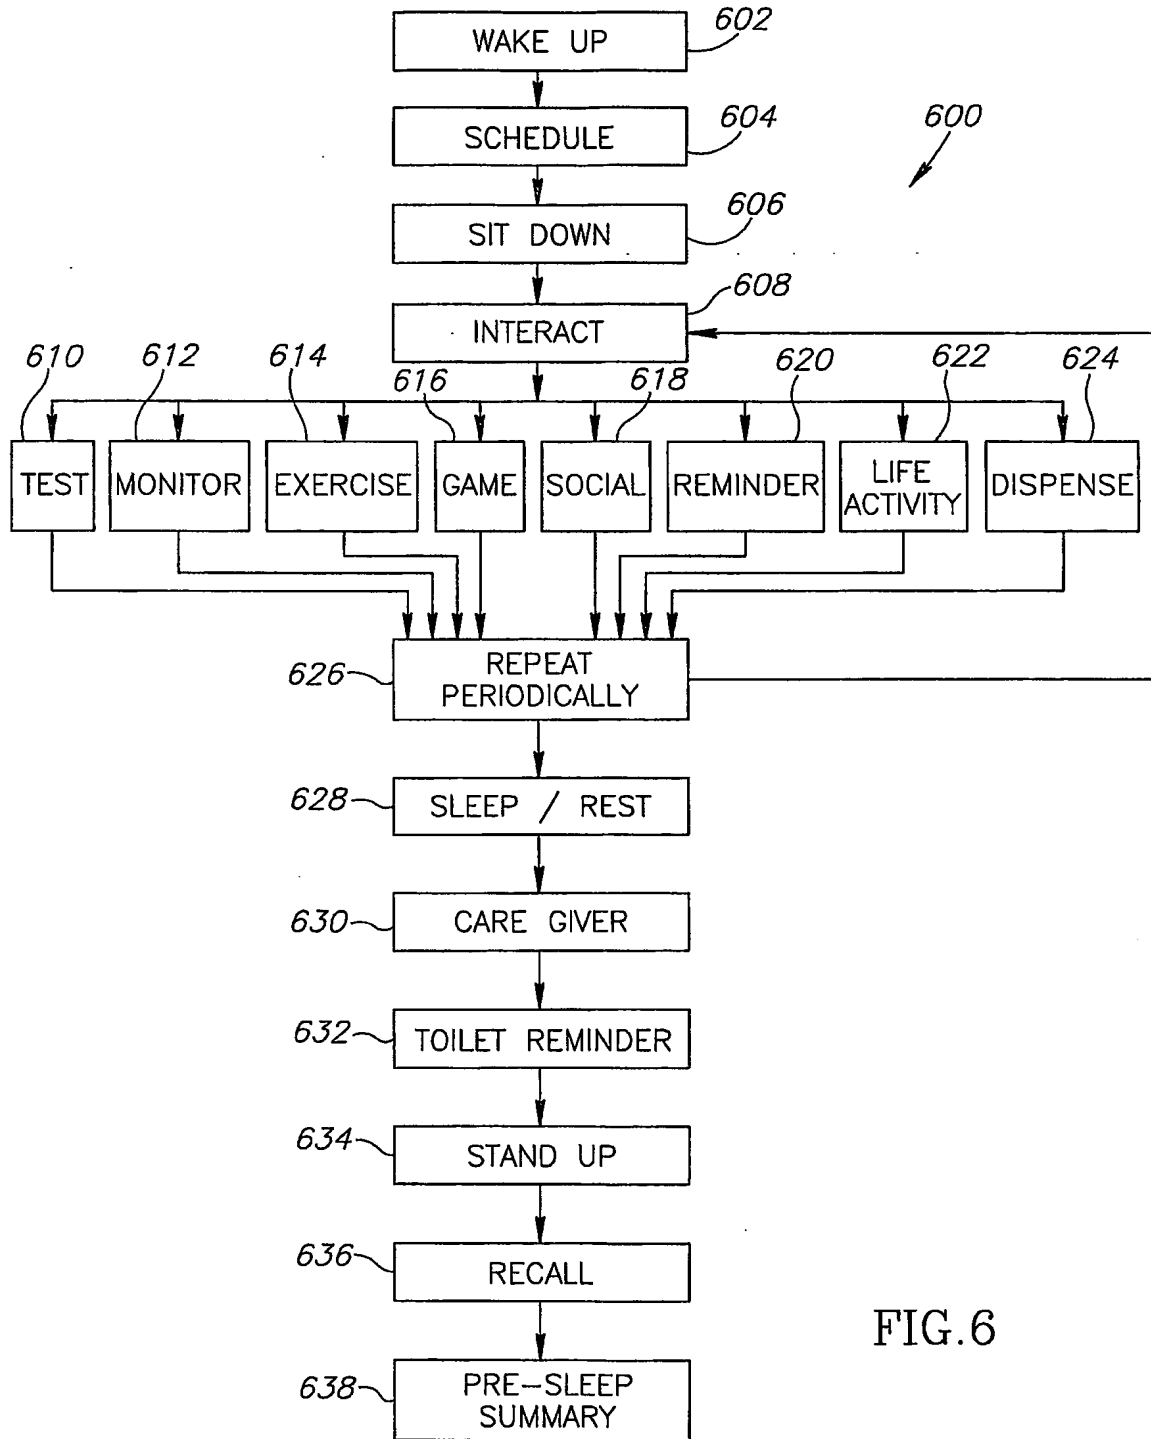 WAKE UP
602
SCHEDULE
604
600
SIT DOWN
606
INTERACT
608
610
612
614
616
618
620
622
624
TEST
MONITOR
EXERCISE
GAME
SOCIAL
REMINDER
LIFE
ACTIVITY
DISPENSE
626
REPEAT
PERIODICALLY
628
SLEEP / REST
630
CARE GIVER
632
TOILET REMINDER
634
STAND UP
636
RECALL
FIG.6
638
PRE-SLEEP
SUMMARY